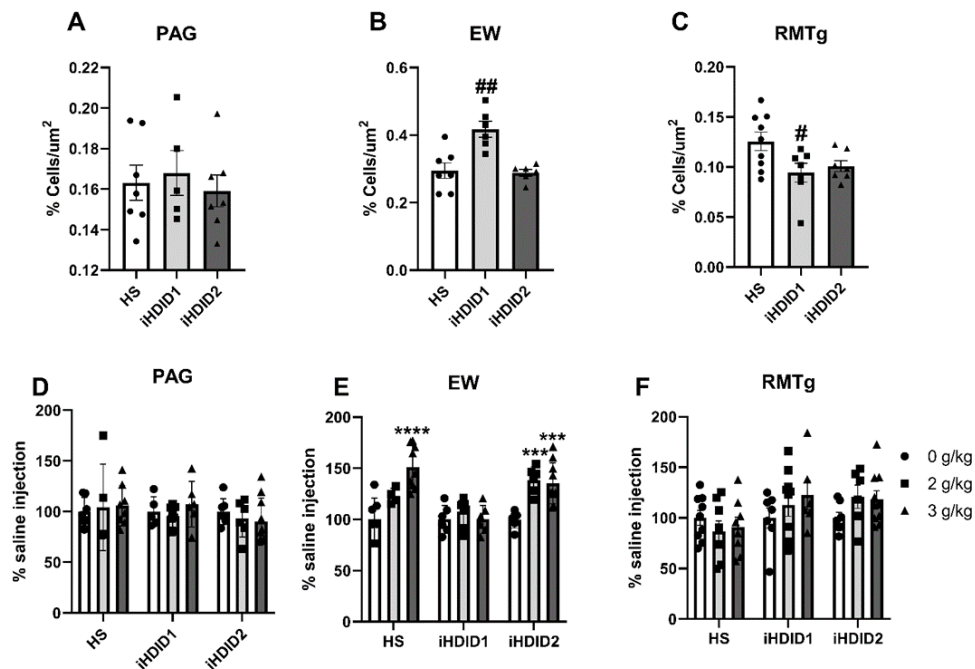 A
PAG
% Cells/um²
0.22
0.20
0.18
0.16
0.14
0.12
HS
iHDID1
iHDID2
B
EW
% Cells/um²
0.6
0.4
0.2
0.0
##
HS
iHDID1
iHDID2
C
RMTg
% Cells/um²
0.20
0.15
0.10
0.05
0.00
#
HS
iHDID1
iHDID2
D
PAG
% saline injection
200
150
100
50
0
HS
iHDID1
iHDID2
E
EW
% saline injection
200
150
100
50
0
****
***
***
HS
iHDID1
iHDID2
F
RMTg
% saline injection
200
150
100
50
0
HS
iHDID1
iHDID2
0 g/kg
2 g/kg
3 g/kg